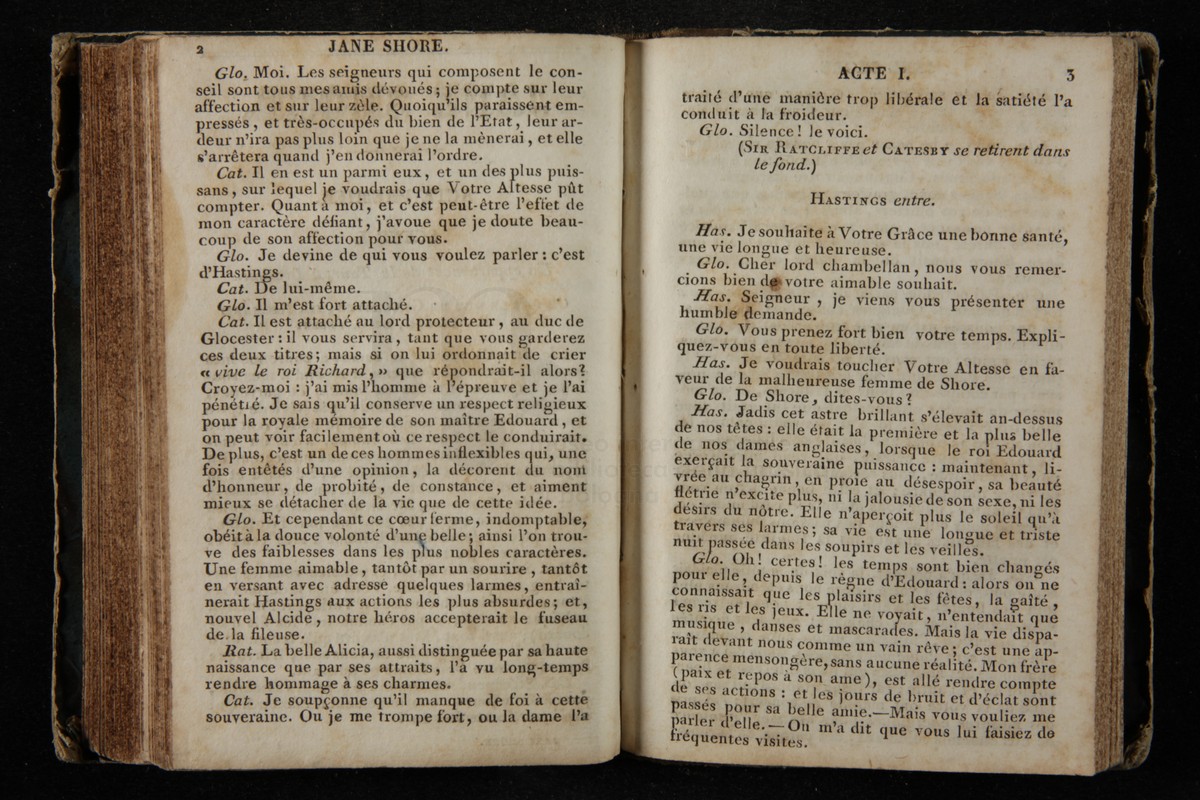 2
JANE SHORE.
Glo. Moi. Les seigneurs qui composent le con-
seil sont tous mes amis dévoués; je compte sur leur
affection et sur leur zèle. Quoiqu'ils paraissent em-
pressés, et très-occupés du bien de l'Etat, leur ar-
deur n'ira pas plus loin que je ne la mènerai, et elle
s'arrêtera quand j'en donnerai l'ordre.
Cat. Il en est un parmi eux, et un des plus puis-
sans, sur lequel je voudrais que Votre Altesse pût
compter. Quant à moi, et c'est peut-être l'effet de
mon caractère défiant, j'avoue que je doute beau-
coup de son affection pour vous.
Glo. Je devine de qui vous voulez parler: c'est
d'Hastings.
Cat. De lui-même.
Glo. Il m'est fort attaché.
Cat. Il est attaché au lord protecteur, au duc de
Glocester: il vous servira, tant que vous garderez
ces deux titres; mais si on lui ordonnait de crier
« vive le roi Richard, » que répondrait-il alors?
Croyez-moi: j'ai mis l'homme à l'épreuve et je l'ai
pénétré. Je sais qu'il conserve un respect religieux
pour la royale mémoire de son maître Edouard, et
on peut voir facilement où ce respect le conduirait.
De plus, c'est un de ces hommes inflexibles qui, une
fois entêtés d'une opinion, la décorent du nom
d'honneur, de probité, de constance, et aiment
mieux se détacher de la vie que de cette idée.
Glo. Et cependant ce cœur ferme, indomptable,
obéit à la douce volonté d'une belle; ainsi l'on trou-
ve des faiblesses dans les plus nobles caractères.
Une femme aimable, tantôt par un sourire, tantôt
en versant avec adresse quelques larmes, entraî-
nerait Hastings aux actions les plus absurdes; et,
nouvel Alcide, notre héros accepterait le fuseau
de la fileuse.
Rat. La belle Alicia, aussi distinguée par sa haute
naissance que par ses attraits, l'a vu long-temps
rendre hommage à ses charmes.
Cat. Je soupçonne qu'il manque de foi à cette
souveraine. Ou je me trompe fort, ou la dame l'a
ACTE I.
3
traité d'une manière trop libérale et la satiété l'a
conduit à la froideur.
Glo. Silence! le voici.
(SIR RATCLIFFE et CATESBY se retirent dans
le fond.)
HASTINGS entre.
Has. Je souhaite à Votre Grâce une bonne santé,
une vie longue et heureuse.
Glo. Cher lord chambellan, nous vous remer-
cions bien de votre aimable souhait.
Has. Seigneur, je viens vous présenter une
humble demande.
Glo. Vous prenez fort bien votre temps. Expli-
quez-vous en toute liberté.
Has. Je voudrais toucher Votre Altesse en fa-
veur de la malheureuse femme de Shore.
Glo. De Shore, dites-vous?
Has. Jadis cet astre brillant s'élevait an-dessus
de nos têtes: elle était la première et la plus belle
de nos dames anglaises, lorsque le roi Edouard
exerçait la souveraine puissance: maintenant, li-
vrée au chagrin, en proie au désespoir, sa beauté
flétrie n'excite plus, ni la jalousie de son sexe, ni les
désirs du nôtre. Elle n'aperçoit plus le soleil qu'à
travers ses larmes; sa vie est une longue et triste
nuit passée dans les soupirs et les veilles.
Glo. Oh! certes! les temps sont bien changés
pour elle, depuis le règne d'Edouard: alors on ne
connaissait que les plaisirs et les fêtes, la gaîté,
les ris et les jeux. Elle ne voyait, n'entendait que
musique, danses et mascarades. Mais la vie dispa-
raît devant nous comme un vain rêve; c'est une ap-
parence mensongère, sans aucune réalité. Mon frère
(paix et repos à son ame), est allé rendre compte
de ses actions: et les jours de bruit et d'éclat sont
passés pour sa belle amie.—Mais vous vouliez me
parler d'elle.—On m'a dit que vous lui faisiez de
fréquentes visites.